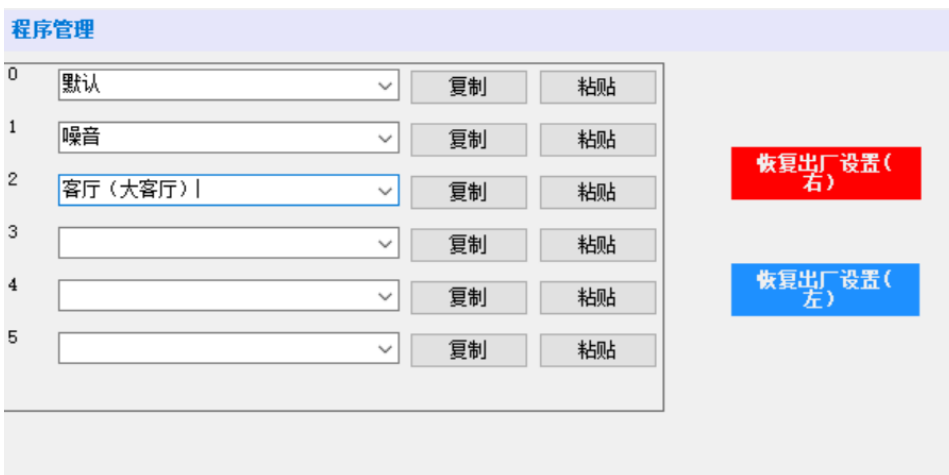 程序管理
0 默认 复制 粘贴
1 噪音 复制 粘贴
2 客厅（大客厅） 复制 粘贴
3 复制 粘贴
4 复制 粘贴
5 复制 粘贴
恢复出厂设置(
右)
恢复出厂设置(
左)